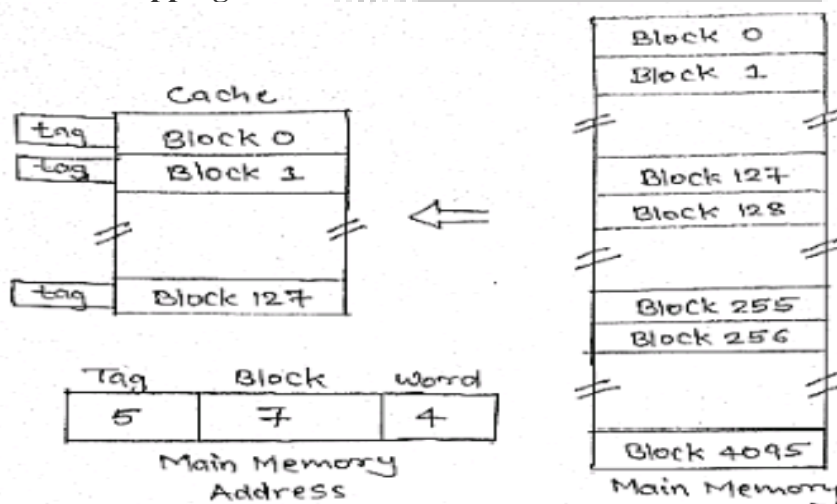 pping
Cache
tag Block 0
tag Block 1
tag Block 127
Block 0
Block 1
Block 127
Block 128
Block 255
Block 256
Block 4095
Main Memory
Tag Block Word
5 7 4
Main Memory
Address